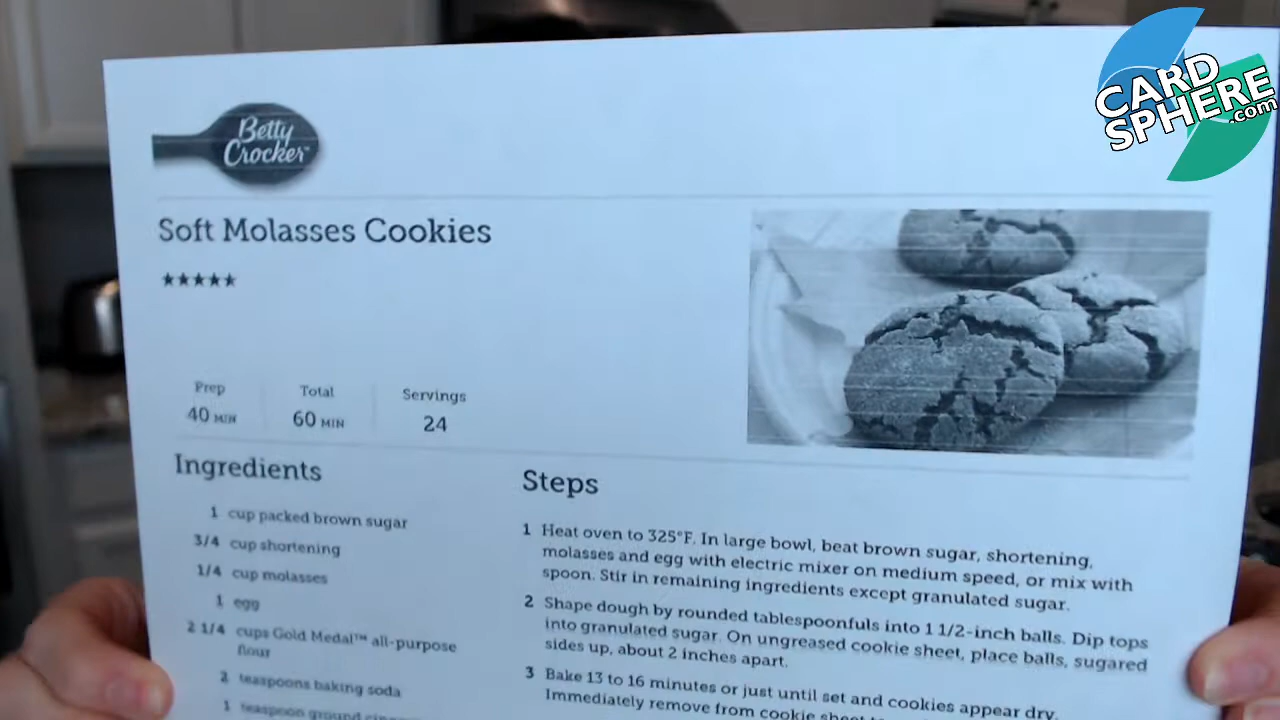 CARD
SPHERE
.com
Betty
Crocker™
Soft Molasses Cookies
★★★★★
Prep
40 MIN
Total
60 MIN
Servings
24
Ingredients
1 cup packed brown sugar
3/4 cup shortening
1/4 cup molasses
1 egg
2 1/4 cups Gold Medal™ all-purpose
flour
2 teaspoons baking soda
1 teaspoon ground
Steps
1 Heat oven to 325°F. In large bowl, beat brown sugar, shortening,
molasses and egg with electric mixer on medium speed, or mix with
spoon. Stir in remaining ingredients except granulated sugar.
2 Shape dough by rounded tablespoonfuls into 1 1/2-inch balls. Dip tops
into granulated sugar. On ungreased cookie sheet, place balls, sugared
sides up, about 2 inches apart.
3 Bake 13 to 16 minutes or just until set and cookies appear dry.
Immediately remove from cookie sheet